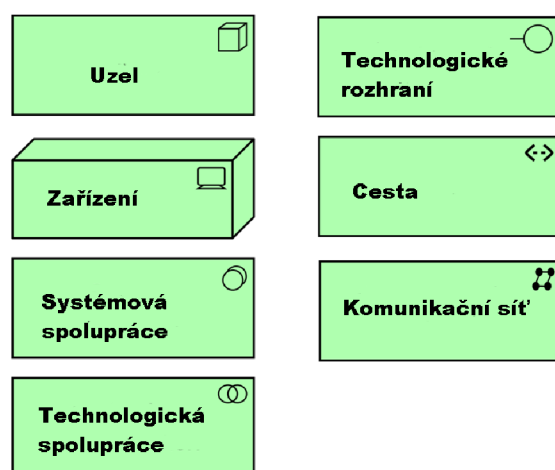 Uzel
Zařízení
Systémová
spolupráce
Technologická
spolupráce
Technologické
rozhraní
Cesta
Komunikační síť